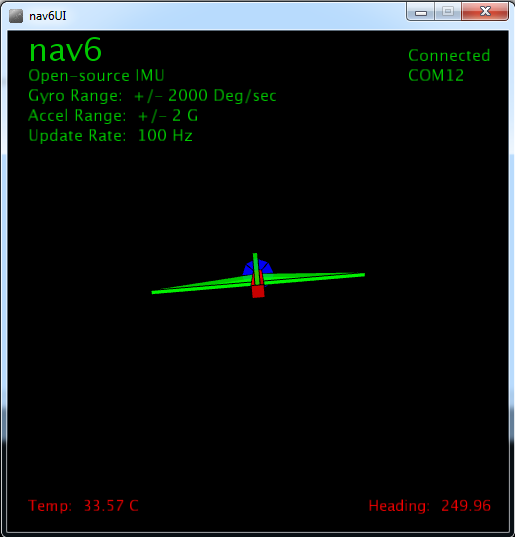 nav6UI
nav6
Open-source IMU
Gyro Range: +/- 2000 Deg/sec
Accel Range: +/- 2 G
Update Rate: 100 Hz
Connected
COM12
Temp: 33.57 C
Heading: 249.96